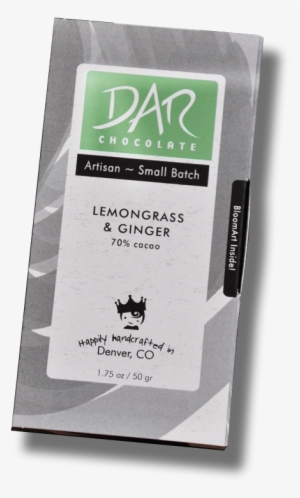 DAR
CHOCOLATE
Artisan ~ Small Batch
LEMONGRASS
& GINGER
70% cacao
BloomArt Inside!
Happily handcrafted in
Denver, CO
1.75 oz / 50 gr